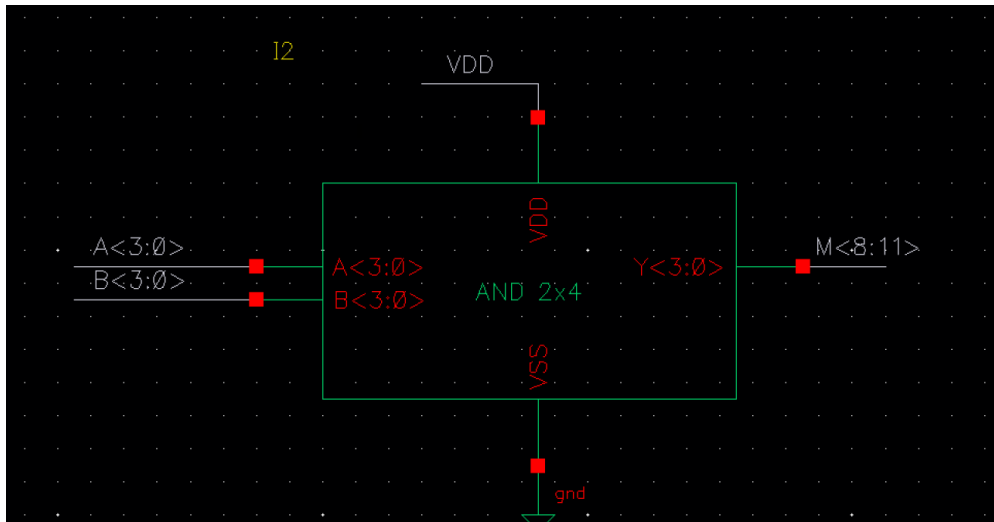 I2
VDD
VDD
A<3:0>
M<8:11>
A<3:0>
Y<3:0>
B<3:0>
B<3:0>
AND 2x4
VSS
gnd